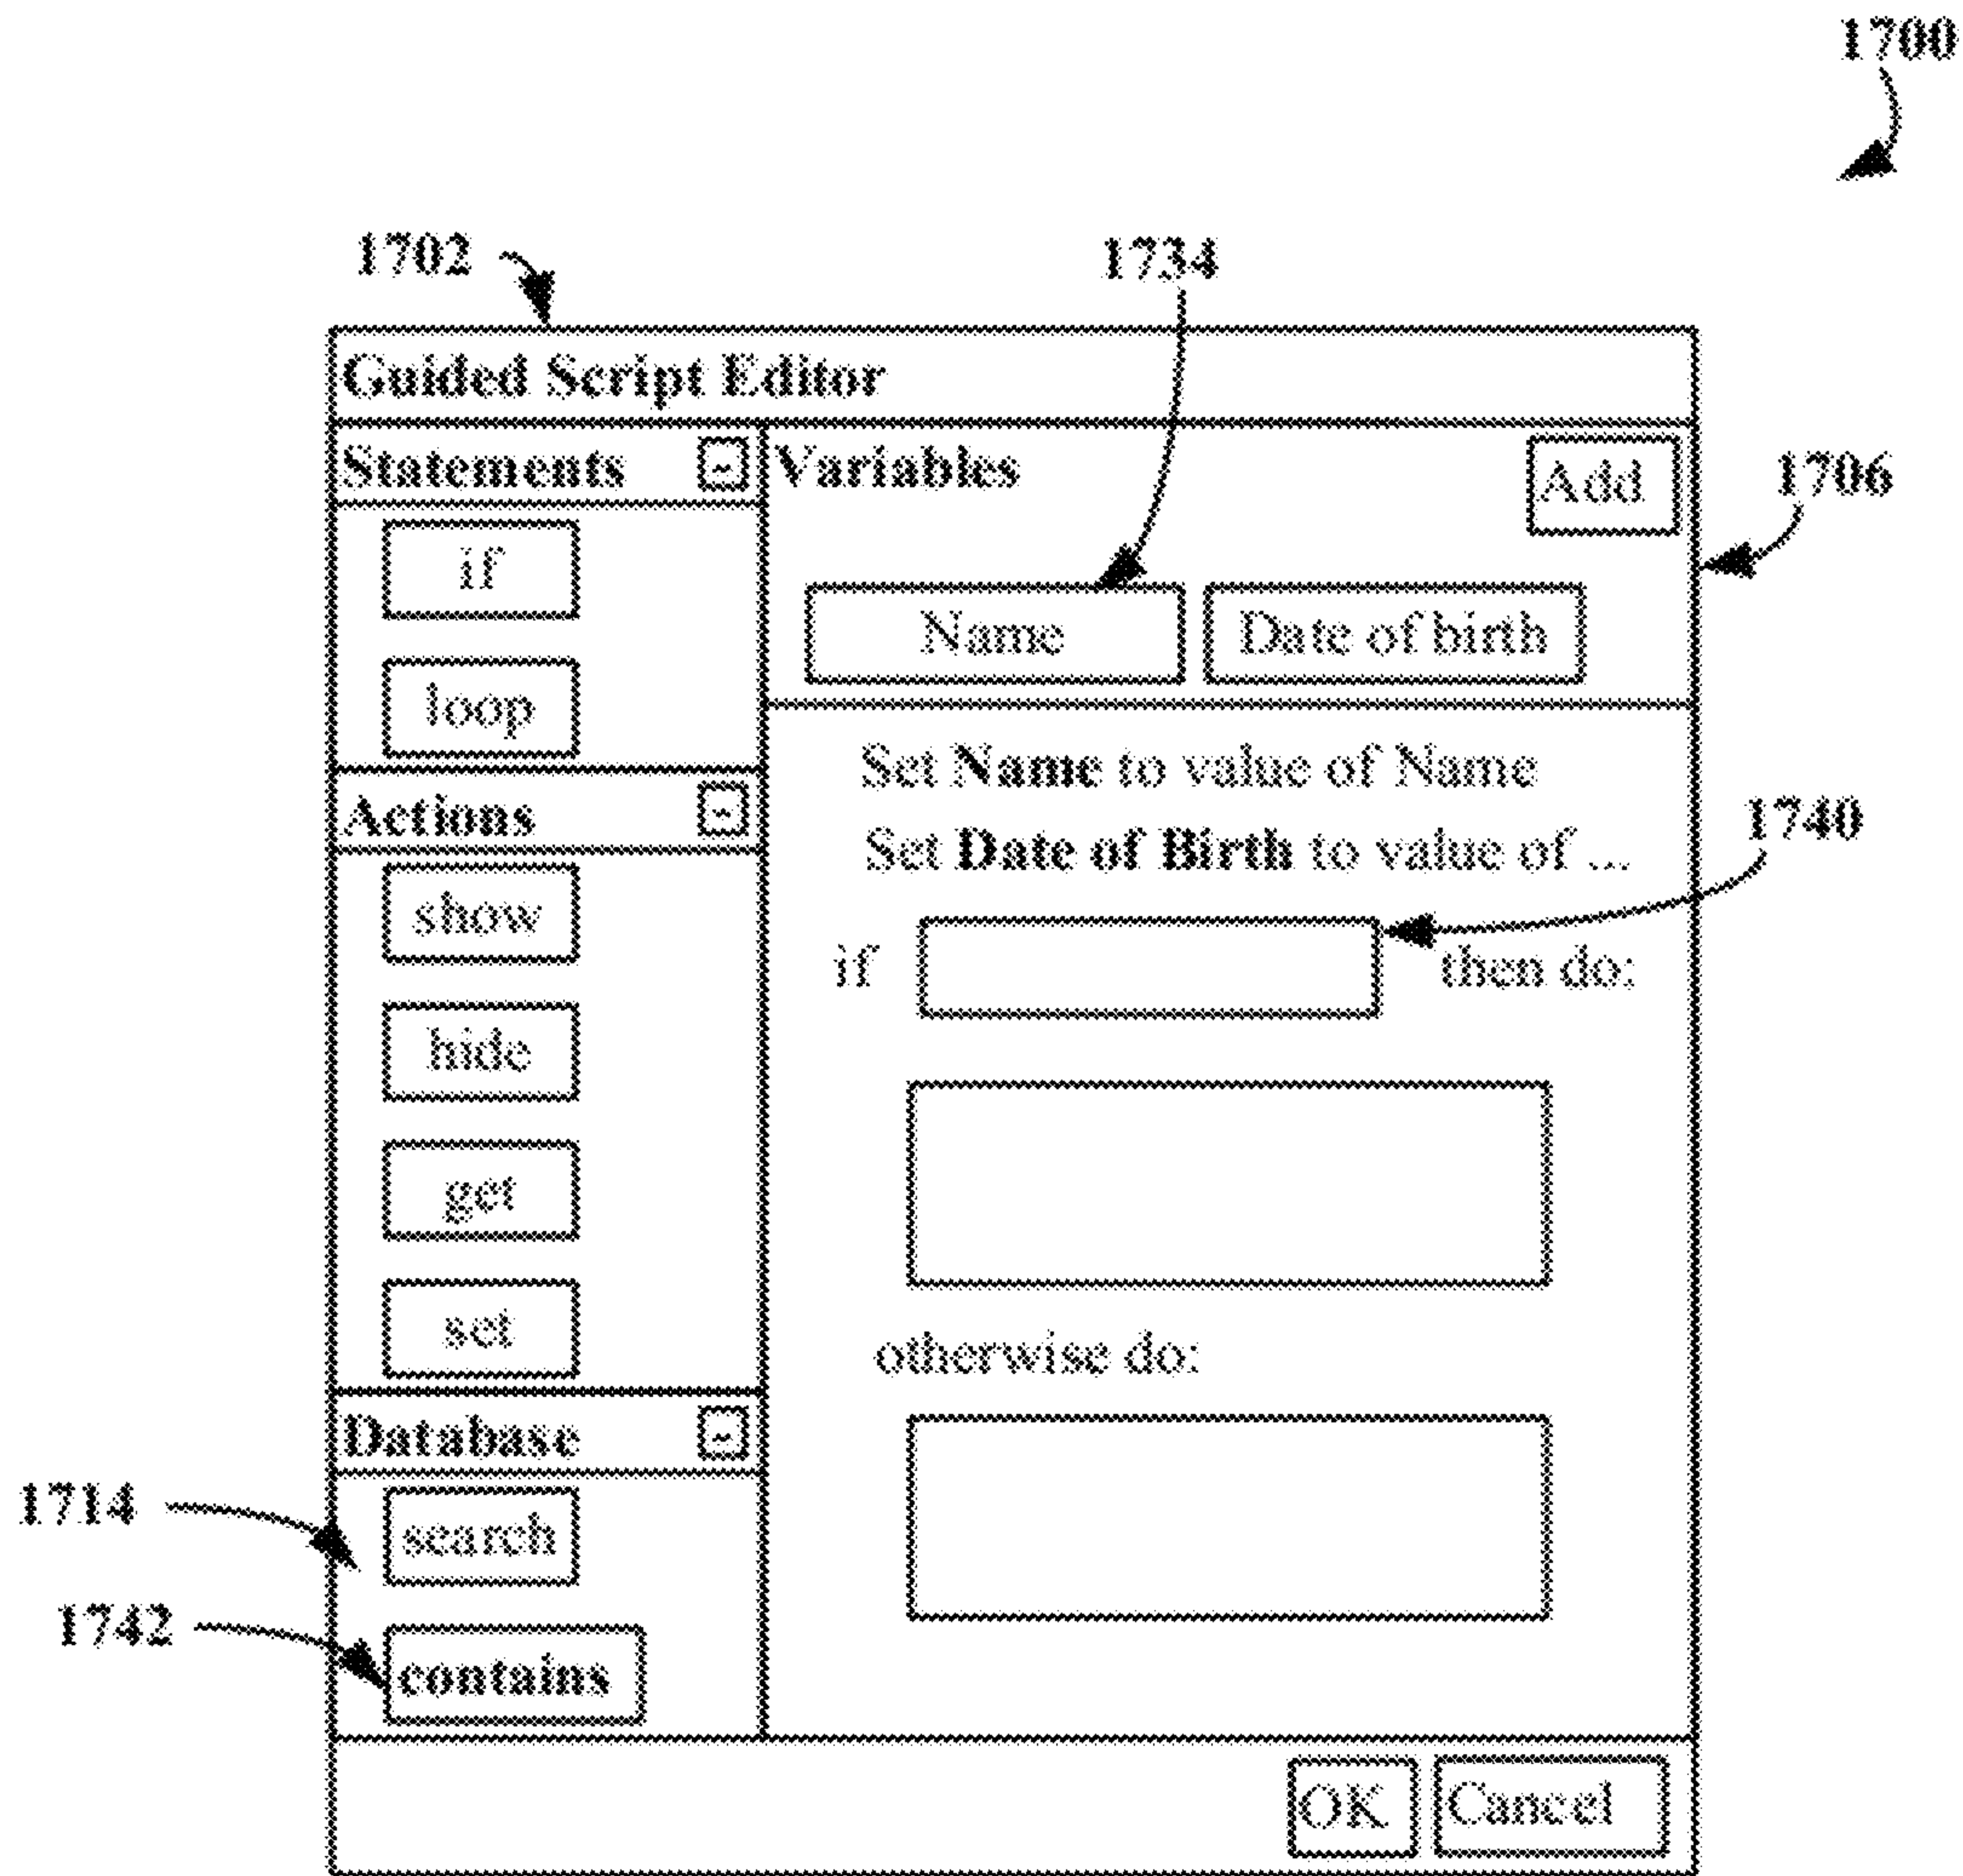 1700
1702
1734
Guided Script Editor
Statements -
Variables
Add
1706
if
Name
Date of birth
loop
Set Name to value of Name
Actions -
1740
Set Date of Birth to value of ...
show
if
then do:
hide
get
set
otherwise do:
Database -
1714
search
1742
contains
OK
Cancel